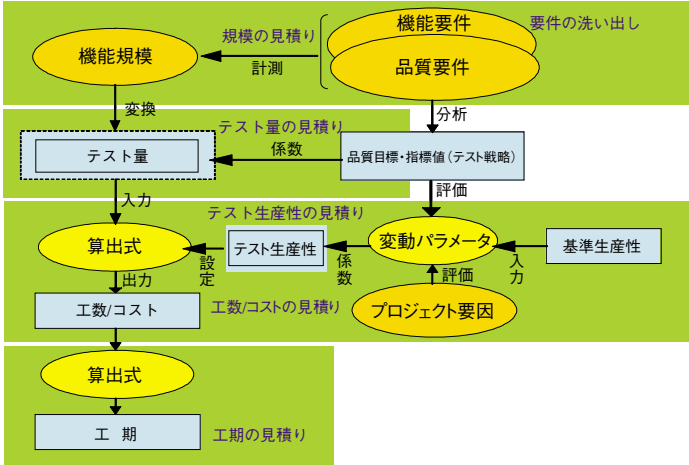 機能要件
要件の洗い出し
規模の見積り
機能規模
計測
品質要件
変換
分析
テスト量の見積り
テスト量
係数
品質目標・指標値(テスト戦略)
入力
評価
テスト生産性の見積り
算出式
設定
テスト生産性
係数
変動パラメータ
入力
基準生産性
出力
評価
工数/コスト
工数/コストの見積り
プロジェクト要因
算出式
工 期
工期の見積り